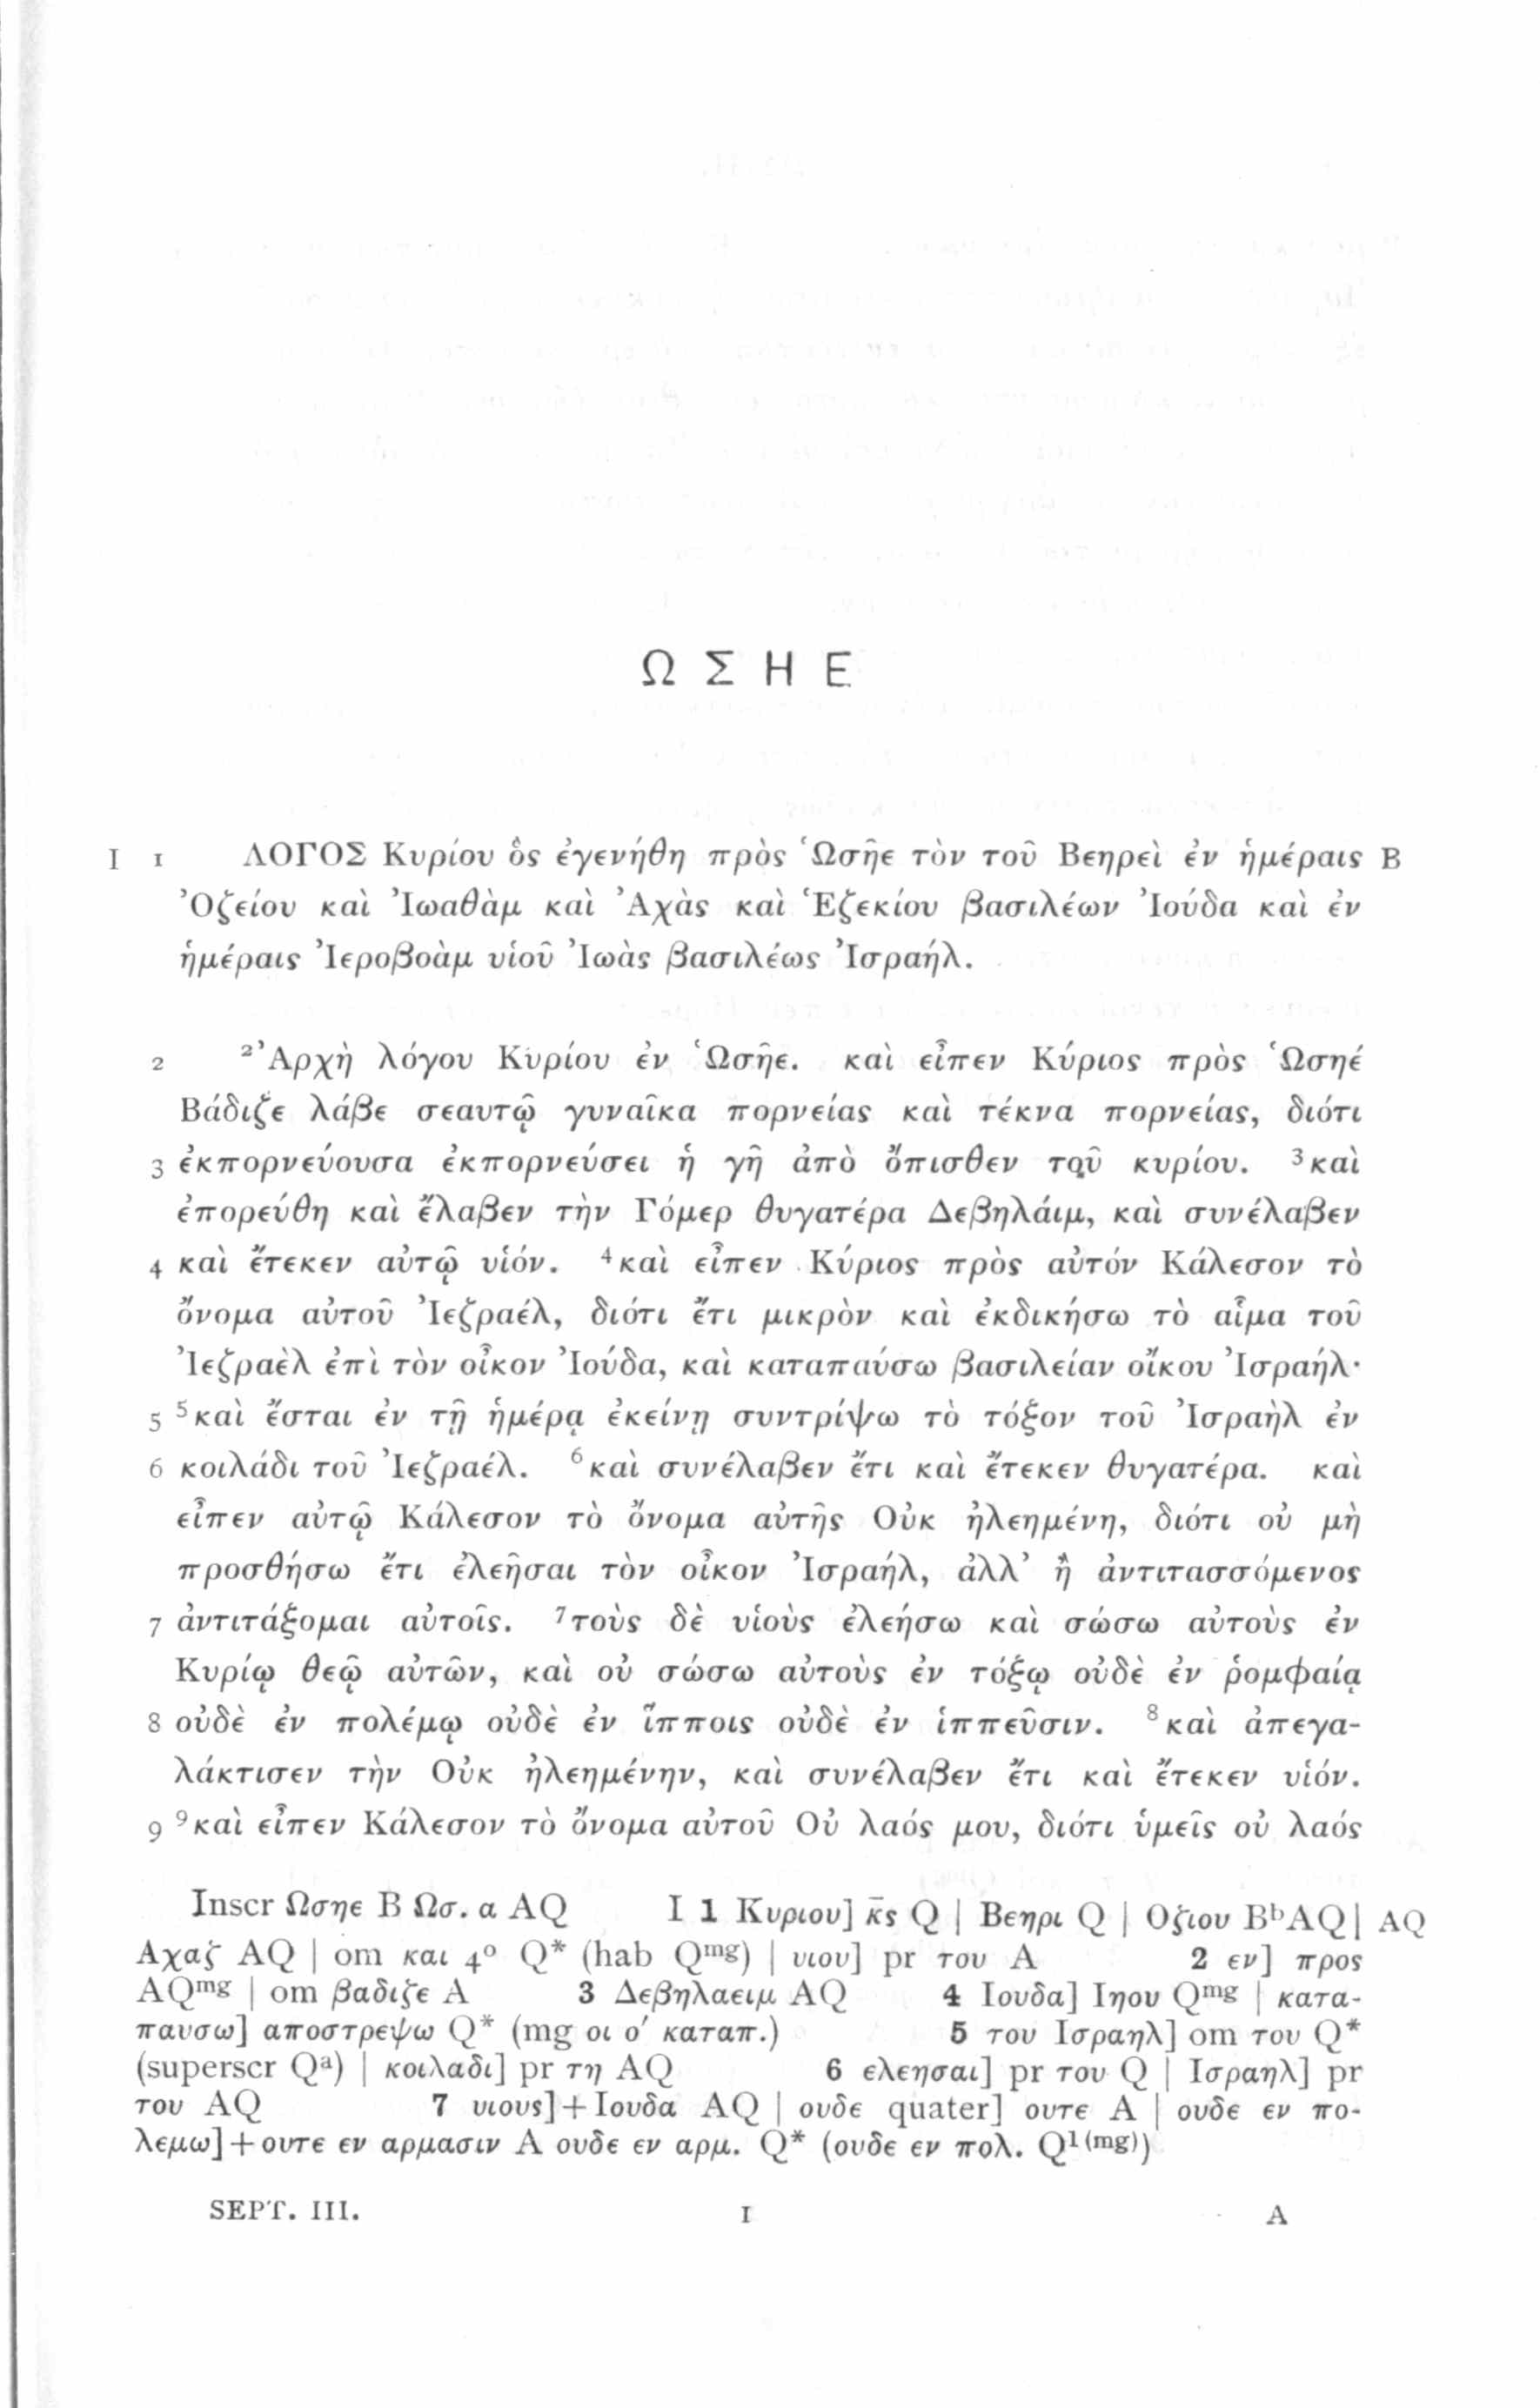 ΩΣΗΕ
I 1 ΛΟΓΟΣ Κυρίου ὃς ἐγενήθη πρὸς Ὡσῆε τὸν τοῦ Βεηρεὶ ἐν ἡμέραις B
Ὀζείου καὶ Ἰωαθὰμ καὶ Ἀχὰς καὶ Ἑζεκίου βασιλέων Ἰούδα καὶ ἐν
ἡμέραις Ἰεροβοὰμ υἱοῦ Ἰωὰς βασιλέως Ἰσραήλ.
2 ²Ἀρχὴ λόγου Κυρίου ἐν Ὡσῆε. καὶ εἶπεν Κύριος πρὸς Ὡσηέ
Βάδιζε λάβε σεαυτῷ γυναῖκα πορνείας καὶ τέκνα πορνείας, διότι
3 ἐκπορνεύουσα ἐκπορνεύσει ἡ γῆ ἀπὸ ὄπισθεν τοῦ κυρίου. ³καὶ
ἐπορεύθη καὶ ἔλαβεν τὴν Γόμερ θυγατέρα Δεβηλάιμ, καὶ συνέλαβεν
4 καὶ ἔτεκεν αὐτῷ υἱόν. ⁴καὶ εἶπεν Κύριος πρὸς αὐτόν Κάλεσον τὸ
ὄνομα αὐτοῦ Ἰεζραέλ, διότι ἔτι μικρὸν καὶ ἐκδικήσω τὸ αἷμα τοῦ
Ἰεζραὲλ ἐπὶ τὸν οἶκον Ἰούδα, καὶ καταπαύσω βασιλείαν οἴκου Ἰσραήλ·
5 ⁵καὶ ἔσται ἐν τῇ ἡμέρᾳ ἐκείνῃ συντρίψω τὸ τόξον τοῦ Ἰσραὴλ ἐν
6 κοιλάδι τοῦ Ἰεζραέλ. ⁶καὶ συνέλαβεν ἔτι καὶ ἔτεκεν θυγατέρα. καὶ
εἶπεν αὐτῷ Κάλεσον τὸ ὄνομα αὐτῆς Οὐκ ἠλεημένη, διότι οὐ μὴ
προσθήσω ἔτι ἐλεῆσαι τὸν οἶκον Ἰσραήλ, ἀλλ’ ἢ ἀντιτασσόμενος
7 ἀντιτάξομαι αὐτοῖς. ⁷τοὺς δὲ υἱοὺς ἐλεήσω καὶ σώσω αὐτοὺς ἐν
Κυρίῳ θεῷ αὐτῶν, καὶ οὐ σώσω αὐτοὺς ἐν τόξῳ οὐδὲ ἐν ῥομφαίᾳ
8 οὐδὲ ἐν πολέμῳ οὐδὲ ἐν ἵπποις οὐδὲ ἐν ἱππεῦσιν. ⁸καὶ ἀπεγα-
λάκτισεν τὴν Οὐκ ἠλεημένην, καὶ συνέλαβεν ἔτι καὶ ἔτεκεν υἱόν.
9 ⁹καὶ εἶπεν Κάλεσον τὸ ὄνομα αὐτοῦ Οὐ λαός μου, διότι ὑμεῖς οὐ λαός
Inscr Ωσηε B Ωσ. α AQ I 1 Κυριου] κ̅ς Q | Βεηρι Q | Οζιου BᵇAQ | AQ
Αχαζ AQ | om και 4⁰ Q* (hab Qᵐᵍ) | υιου] pr του A 2 εν] προς
AQᵐᵍ | om βαδιζε A 3 Δεβηλαειμ AQ 4 Ιουδα] Ιηου Qᵐᵍ | κατα-
παυσω] αποστρεψω Q* (mg οι ο′ καταπ.) 5 του Ισραηλ] om του Q*
(superscr Qᵃ) | κοιλαδι] pr τη AQ 6 ελεησαι] pr του Q | Ισραηλ] pr
του AQ 7 υιους]+Ιουδα AQ | ουδε quater] ουτε A | ουδε εν πο-
λεμω]+ουτε εν αρμασιν A ουδε εν αρμ. Q* (ουδε εν πολ. Q¹⁽ᵐᵍ⁾)
SEPT. III. 1 A